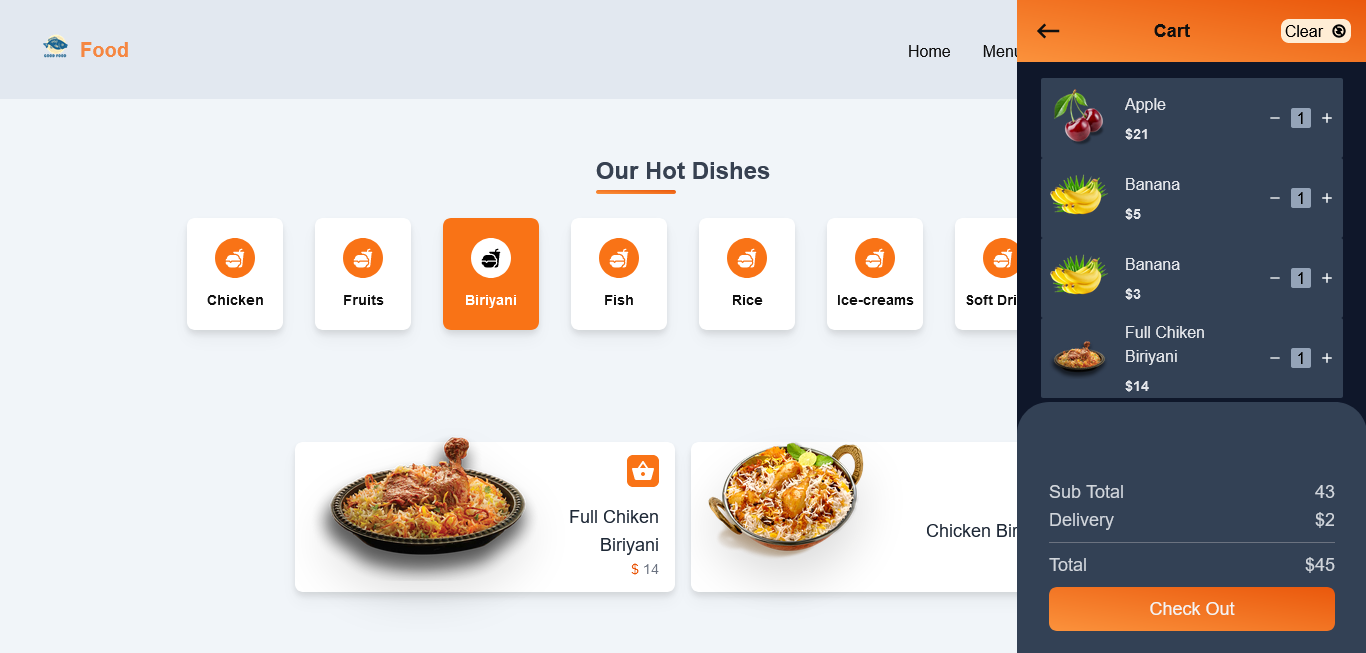 Food
Home
Menu
Our Hot Dishes
Chicken
Fruits
Biriyani
Fish
Rice
Ice-creams
Soft Dri
Full Chiken
Biriyani
$ 14
Chicken Bir
Cart
Clear
Apple
$21
1
Banana
$5
1
Banana
$3
1
Full Chiken
Biriyani
$14
1
Sub Total 43
Delivery $2
Total $45
Check Out